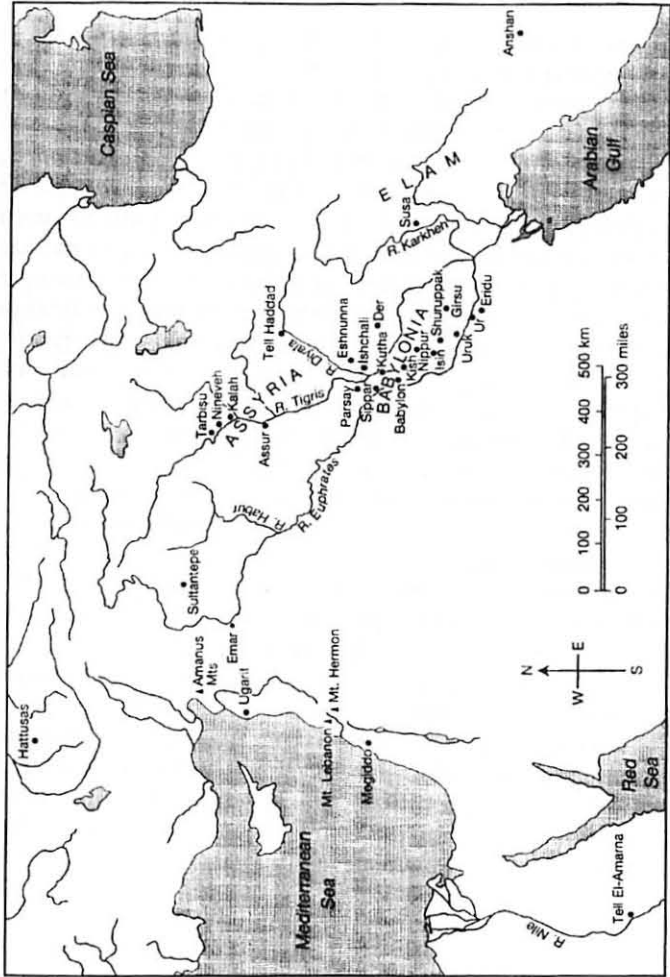 Caspian Sea
Hattusas
Amanus
Mts
Sultantepe
Tarbiṣu
Nineveh
Kalah
ASSYRIA
Assur
R. Tigris
R. Habur
R. Euphrates
Emar
Ugarit
Tell Haddad
R. Diyala
Mediterranean
Sea
Mt. Lebanon
Mt. Hermon
Megiddo
Eshnunna
Ishchali
Der
Parsay
Sippar
Kutha
BABYLONIA
Babylon
Kish
Nippur
Isin
Shuruppak
Girsu
Uruk
Ur
Eridu
ELAM
Susa
R. Karkheh
Anshan
Arabian
Gulf
N
W E
S
0 100 200 300 400 500 km
0 100 200 300 miles
R. Nile
Tell El-Amarna
Red
Sea